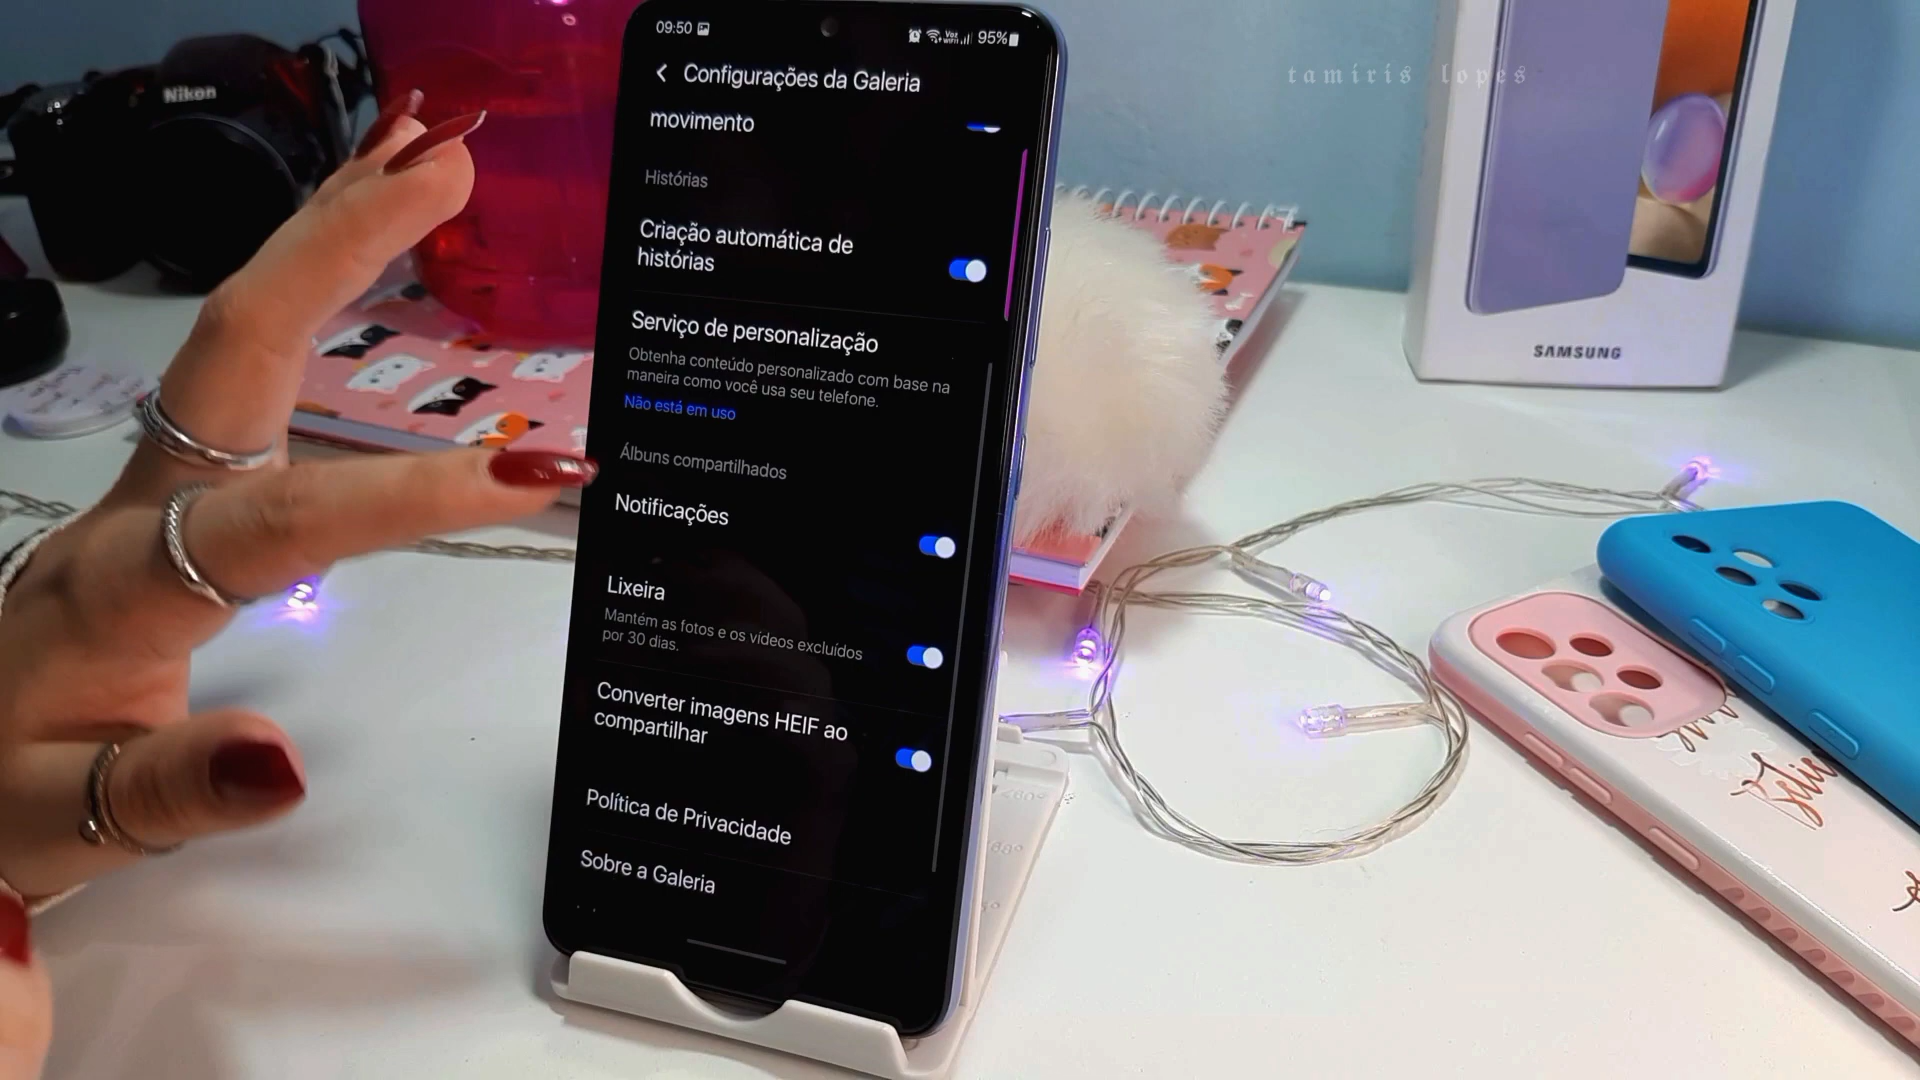 Nikon
09:50
Voz
WiFi
95%
Configurações da Galeria
movimento
Histórias
Criação automática de
histórias
Serviço de personalização
Obtenha conteúdo personalizado com base na
maneira como você usa seu telefone.
Não está em uso
Álbuns compartilhados
Notificações
Lixeira
Mantém as fotos e os vídeos excluídos
por 30 dias.
Converter imagens HEIF ao
compartilhar
Política de Privacidade
Sobre a Galeria
tamiris lopes
SAMSUNG